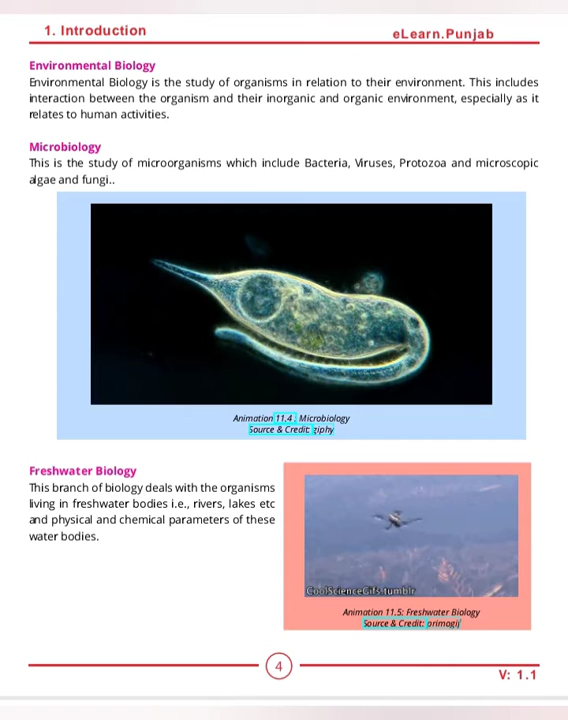 1. Introduction
eLearn.Punjab
Environmental Biology
Environmental Biology is the study of organisms in relation to their environment. This includes
interaction between the organism and their inorganic and organic environment, especially as it
relates to human activities.
Microbiology
This is the study of microorganisms which include Bacteria, Viruses, Protozoa and microscopic
algae and fungi..
Animation 11.4: Microbiology
Source & Credit: giphy
Freshwater Biology
This branch of biology deals with the organisms
living in freshwater bodies i.e., rivers, lakes etc
and physical and chemical parameters of these
water bodies.
CoolScienceGifs.tumblr
Animation 11.5: Freshwater Biology
Source & Credit: primogif
4
V: 1.1